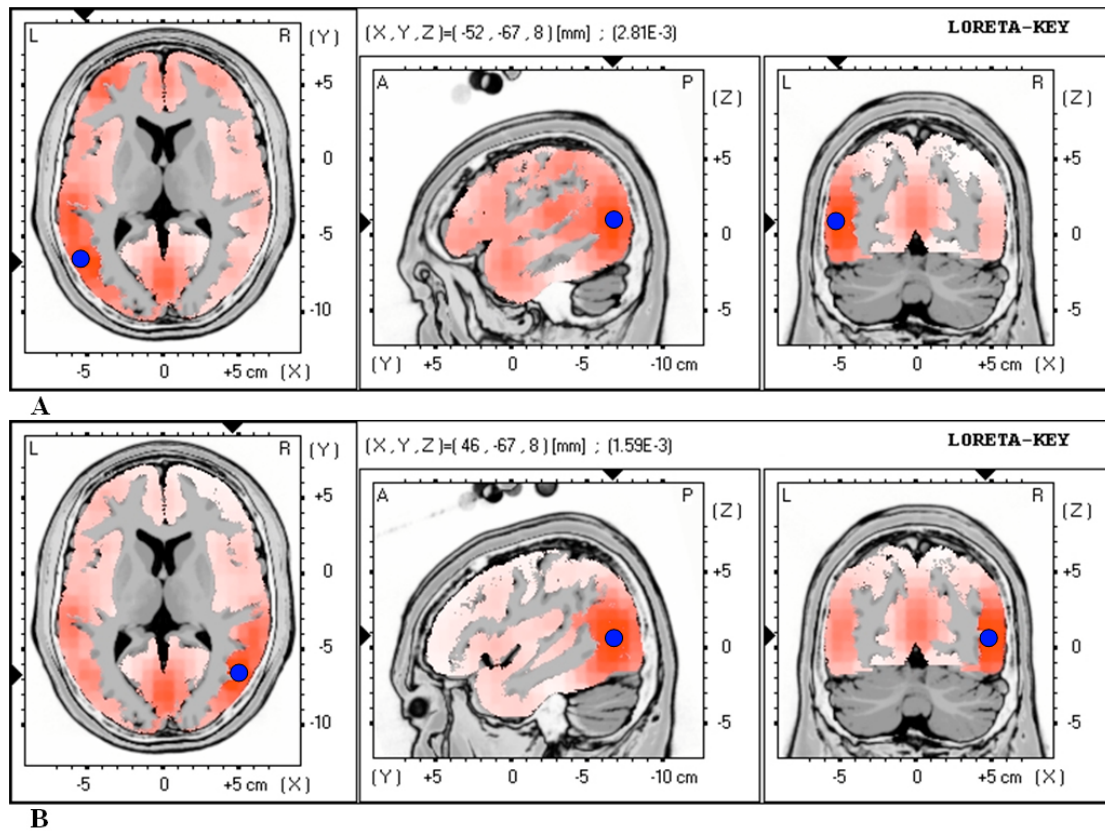 (X, Y, Z)=( -52, -67, 8 ) [mm] ; (2.81E-3)
LORETA-KEY
L R (Y)
+5
0
-5
-10
-5 0 +5 cm (X)
A P (Z)
+5
0
-5
(Y) +5 0 -5 -10 cm
L R (Z)
+5
0
-5
-5 0 +5 cm (X)
A
(X, Y, Z)=( 46, -67, 8 ) [mm] ; (1.59E-3)
LORETA-KEY
L R (Y)
+5
0
-5
-10
-5 0 +5 cm (X)
A P (Z)
+5
0
-5
(Y) +5 0 -5 -10 cm
L R (Z)
+5
0
-5
-5 0 +5 cm (X)
B